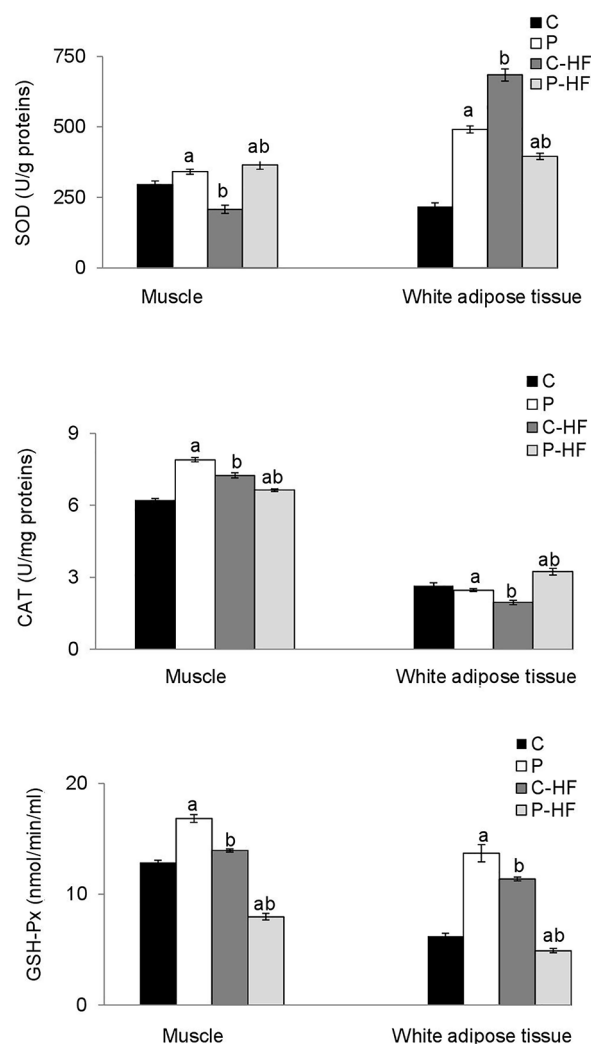 C
P
C-HF
P-HF
SOD (U/g proteins)
750
500
250
0
a
b
ab
a
b
ab
Muscle
White adipose tissue
C
P
C-HF
P-HF
CAT (U/mg proteins)
9
6
3
0
a
b
ab
a
b
ab
Muscle
White adipose tissue
C
P
C-HF
P-HF
GSH-Px (nmol/min/ml)
20
10
0
a
b
ab
a
b
ab
Muscle
White adipose tissue